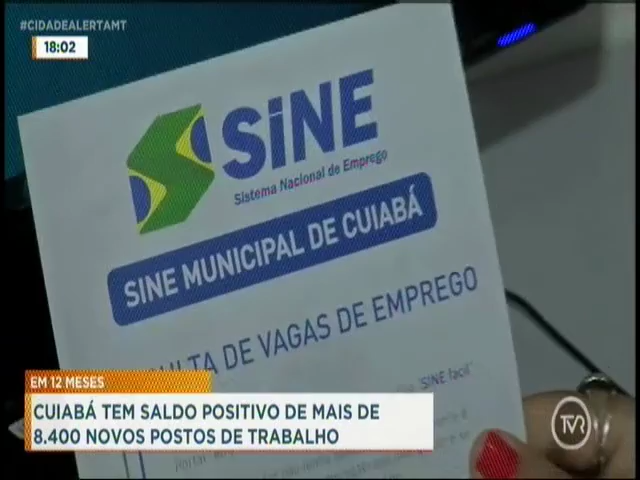 #CIDADEALERTAMT
18:02
SiNE
Sistema Nacional de Emprego
SINE MUNICIPAL DE CUIABÁ
ULTA DE VAGAS DE EMPREGO
"SINE fácil"
EM 12 MESES
CUIABÁ TEM SALDO POSITIVO DE MAIS DE
8.400 NOVOS POSTOS DE TRABALHO
TVR